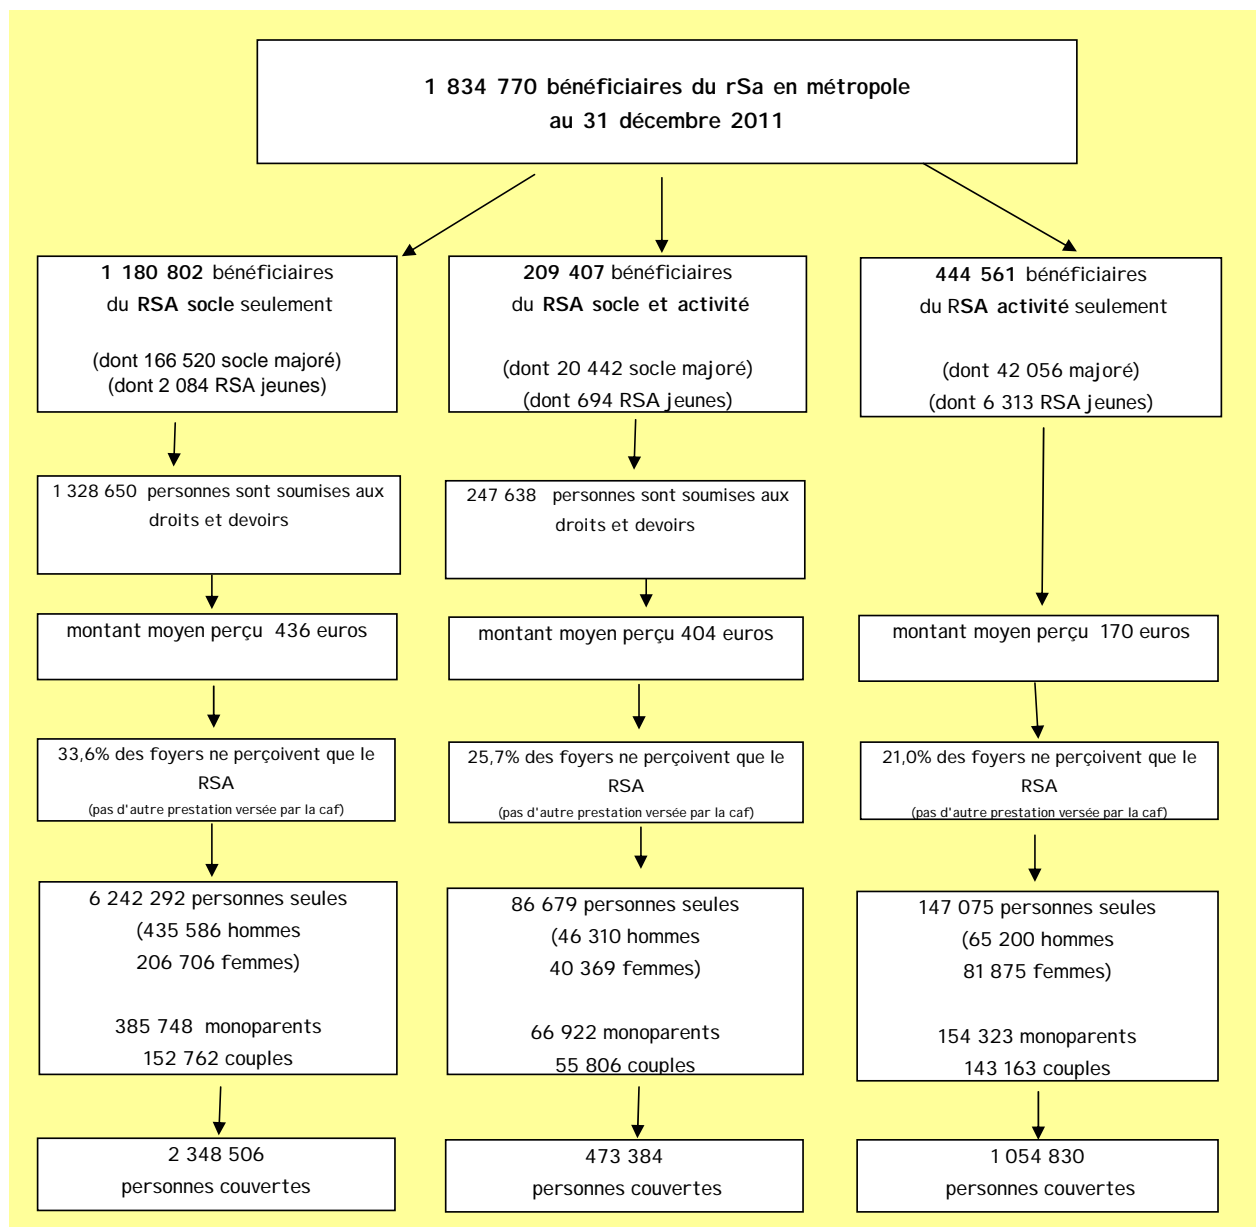 1 834 770 bénéficiaires du rSa en métropole
au 31 décembre 2011
1 180 802 bénéficiaires
du RSA socle seulement
(dont 166 520 socle majoré)
(dont 2 084 RSA jeunes)
209 407 bénéficiaires
du RSA socle et activité
(dont 20 442 socle majoré)
(dont 694 RSA jeunes)
444 561 bénéficiaires
du RSA activité seulement
(dont 42 056 majoré)
(dont 6 313 RSA jeunes)
1 328 650 personnes sont soumises aux
droits et devoirs
247 638 personnes sont soumises aux
droits et devoirs
montant moyen perçu 436 euros
montant moyen perçu 404 euros
montant moyen perçu 170 euros
33,6% des foyers ne perçoivent que le
RSA
(pas d'autre prestation versée par la caf)
25,7% des foyers ne perçoivent que le
RSA
(pas d'autre prestation versée par la caf)
21,0% des foyers ne perçoivent que le
RSA
(pas d'autre prestation versée par la caf)
6 242 292 personnes seules
(435 586 hommes
206 706 femmes)
385 748 monoparents
152 762 couples
86 679 personnes seules
(46 310 hommes
40 369 femmes)
66 922 monoparents
55 806 couples
147 075 personnes seules
(65 200 hommes
81 875 femmes)
154 323 monoparents
143 163 couples
2 348 506
personnes couvertes
473 384
personnes couvertes
1 054 830
personnes couvertes